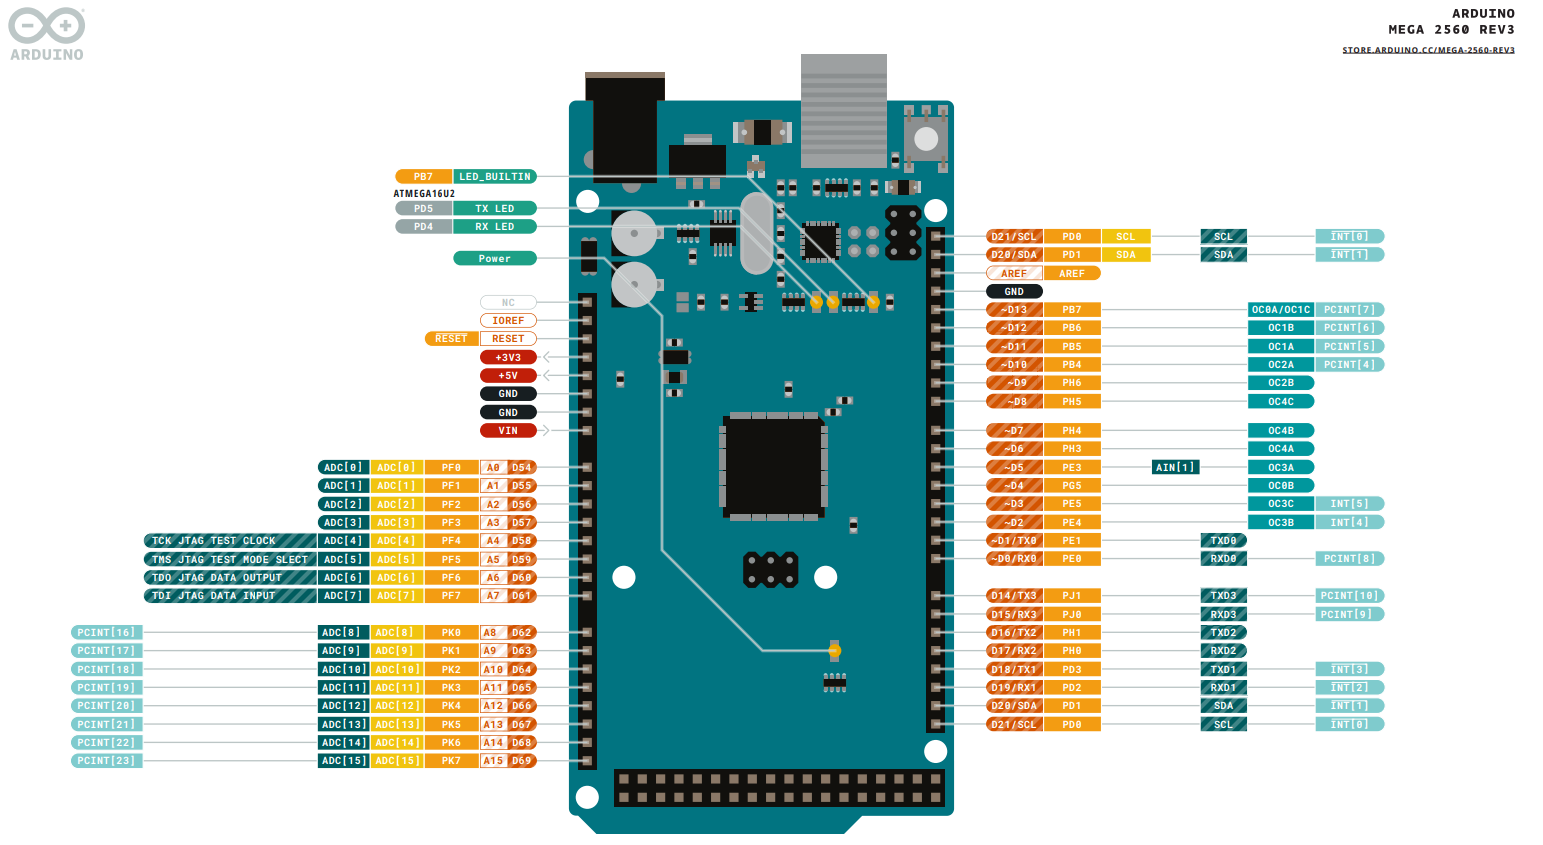 ARDUINO
ARDUINO
MEGA 2560 REV3
STORE.ARDUINO.CC/MEGA-2560-REV3
PB7 LED_BUILTIN
ATMEGA16U2
PD5 TX LED
PD4 RX LED
Power
NC
IOREF
RESET RESET
+3V3
+5V
GND
GND
VIN
ADC[0] ADC[0] PF0 A0 D54
ADC[1] ADC[1] PF1 A1 D55
ADC[2] ADC[2] PF2 A2 D56
ADC[3] ADC[3] PF3 A3 D57
TCK JTAG TEST CLOCK ADC[4] ADC[4] PF4 A4 D58
TMS JTAG TEST MODE SLECT ADC[5] ADC[5] PF5 A5 D59
TDO JTAG DATA OUTPUT ADC[6] ADC[6] PF6 A6 D60
TDI JTAG DATA INPUT ADC[7] ADC[7] PF7 A7 D61
PCINT[16] ADC[8] ADC[8] PK0 A8 D62
PCINT[17] ADC[9] ADC[9] PK1 A9 D63
PCINT[18] ADC[10] ADC[10] PK2 A10 D64
PCINT[19] ADC[11] ADC[11] PK3 A11 D65
PCINT[20] ADC[12] ADC[12] PK4 A12 D66
PCINT[21] ADC[13] ADC[13] PK5 A13 D67
PCINT[22] ADC[14] ADC[14] PK6 A14 D68
PCINT[23] ADC[15] ADC[15] PK7 A15 D69
D21/SCL PD0 SCL SCL INT[0]
D20/SDA PD1 SDA SDA INT[1]
AREF AREF
GND
~D13 PB7 OC0A/OC1C PCINT[7]
~D12 PB6 OC1B PCINT[6]
~D11 PB5 OC1A PCINT[5]
~D10 PB4 OC2A PCINT[4]
~D9 PH6 OC2B
~D8 PH5 OC4C
~D7 PH4 OC4B
~D6 PH3 OC4A
~D5 PE3 AIN[1] OC3A
~D4 PG5 OC0B
~D3 PE5 OC3C INT[5]
~D2 PE4 OC3B INT[4]
~D1/TX0 PE1 TXD0
~D0/RX0 PE0 RXD0 PCINT[8]
D14/TX3 PJ1 TXD3 PCINT[10]
D15/RX3 PJ0 RXD3 PCINT[9]
D16/TX2 PH1 TXD2
D17/RX2 PH0 RXD2
D18/TX1 PD3 TXD1 INT[3]
D19/RX1 PD2 RXD1 INT[2]
D20/SDA PD1 SDA INT[1]
D21/SCL PD0 SCL INT[0]